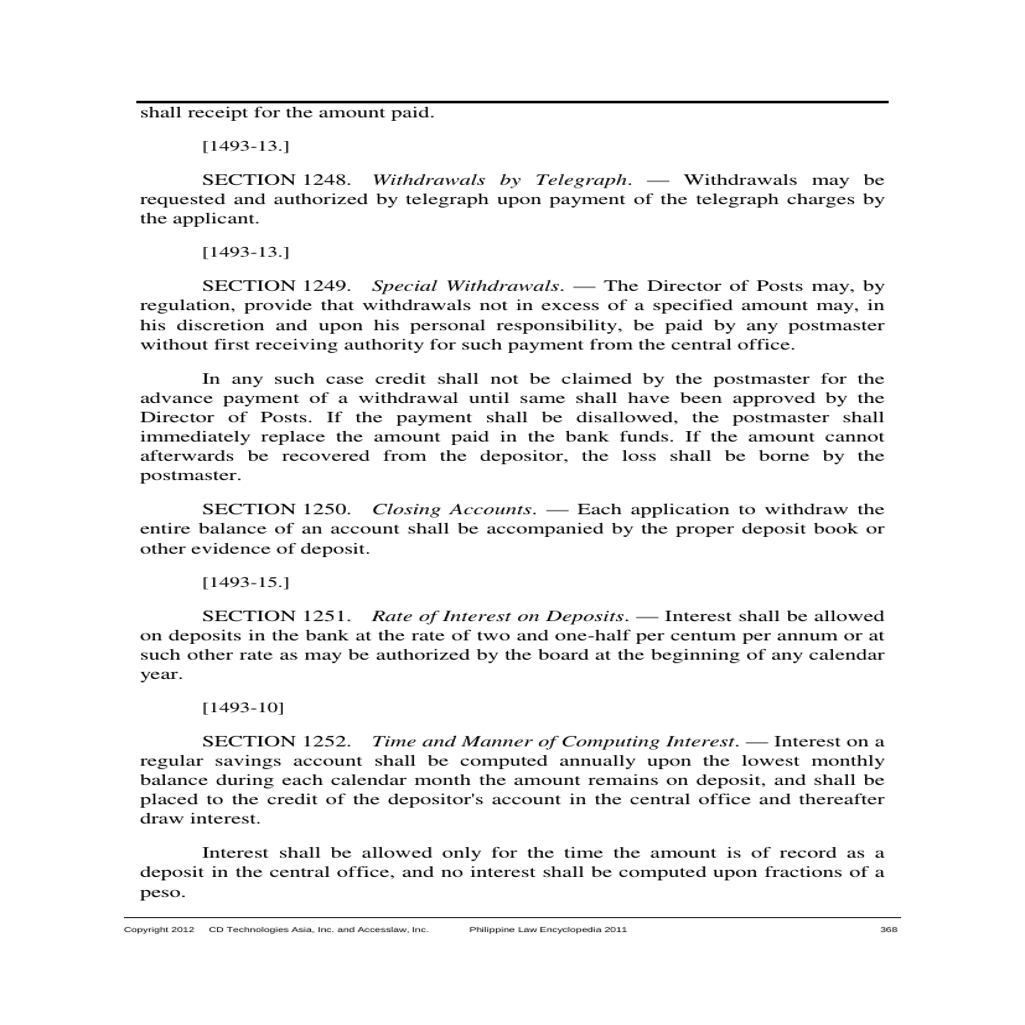 shall receipt for the amount paid.
[1493-13.]
SECTION 1248. Withdrawals by Telegraph. — Withdrawals may be
requested and authorized by telegraph upon payment of the telegraph charges by
the applicant.
[1493-13.]
SECTION 1249. Special Withdrawals. — The Director of Posts may, by
regulation, provide that withdrawals not in excess of a specified amount may, in
his discretion and upon his personal responsibility, be paid by any postmaster
without first receiving authority for such payment from the central office.
In any such case credit shall not be claimed by the postmaster for the
advance payment of a withdrawal until same shall have been approved by the
Director of Posts. If the payment shall be disallowed, the postmaster shall
immediately replace the amount paid in the bank funds. If the amount cannot
afterwards be recovered from the depositor, the loss shall be borne by the
postmaster.
SECTION 1250. Closing Accounts. — Each application to withdraw the
entire balance of an account shall be accompanied by the proper deposit book or
other evidence of deposit.
[1493-15.]
SECTION 1251. Rate of Interest on Deposits. — Interest shall be allowed
on deposits in the bank at the rate of two and one-half per centum per annum or at
such other rate as may be authorized by the board at the beginning of any calendar
year.
[1493-10]
SECTION 1252. Time and Manner of Computing Interest. — Interest on a
regular savings account shall be computed annually upon the lowest monthly
balance during each calendar month the amount remains on deposit, and shall be
placed to the credit of the depositor's account in the central office and thereafter
draw interest.
Interest shall be allowed only for the time the amount is of record as a
deposit in the central office, and no interest shall be computed upon fractions of a
peso.
Copyright 2012 CD Technologies Asia, Inc. and Accesslaw, Inc. Philippine Law Encyclopedia 2011 368